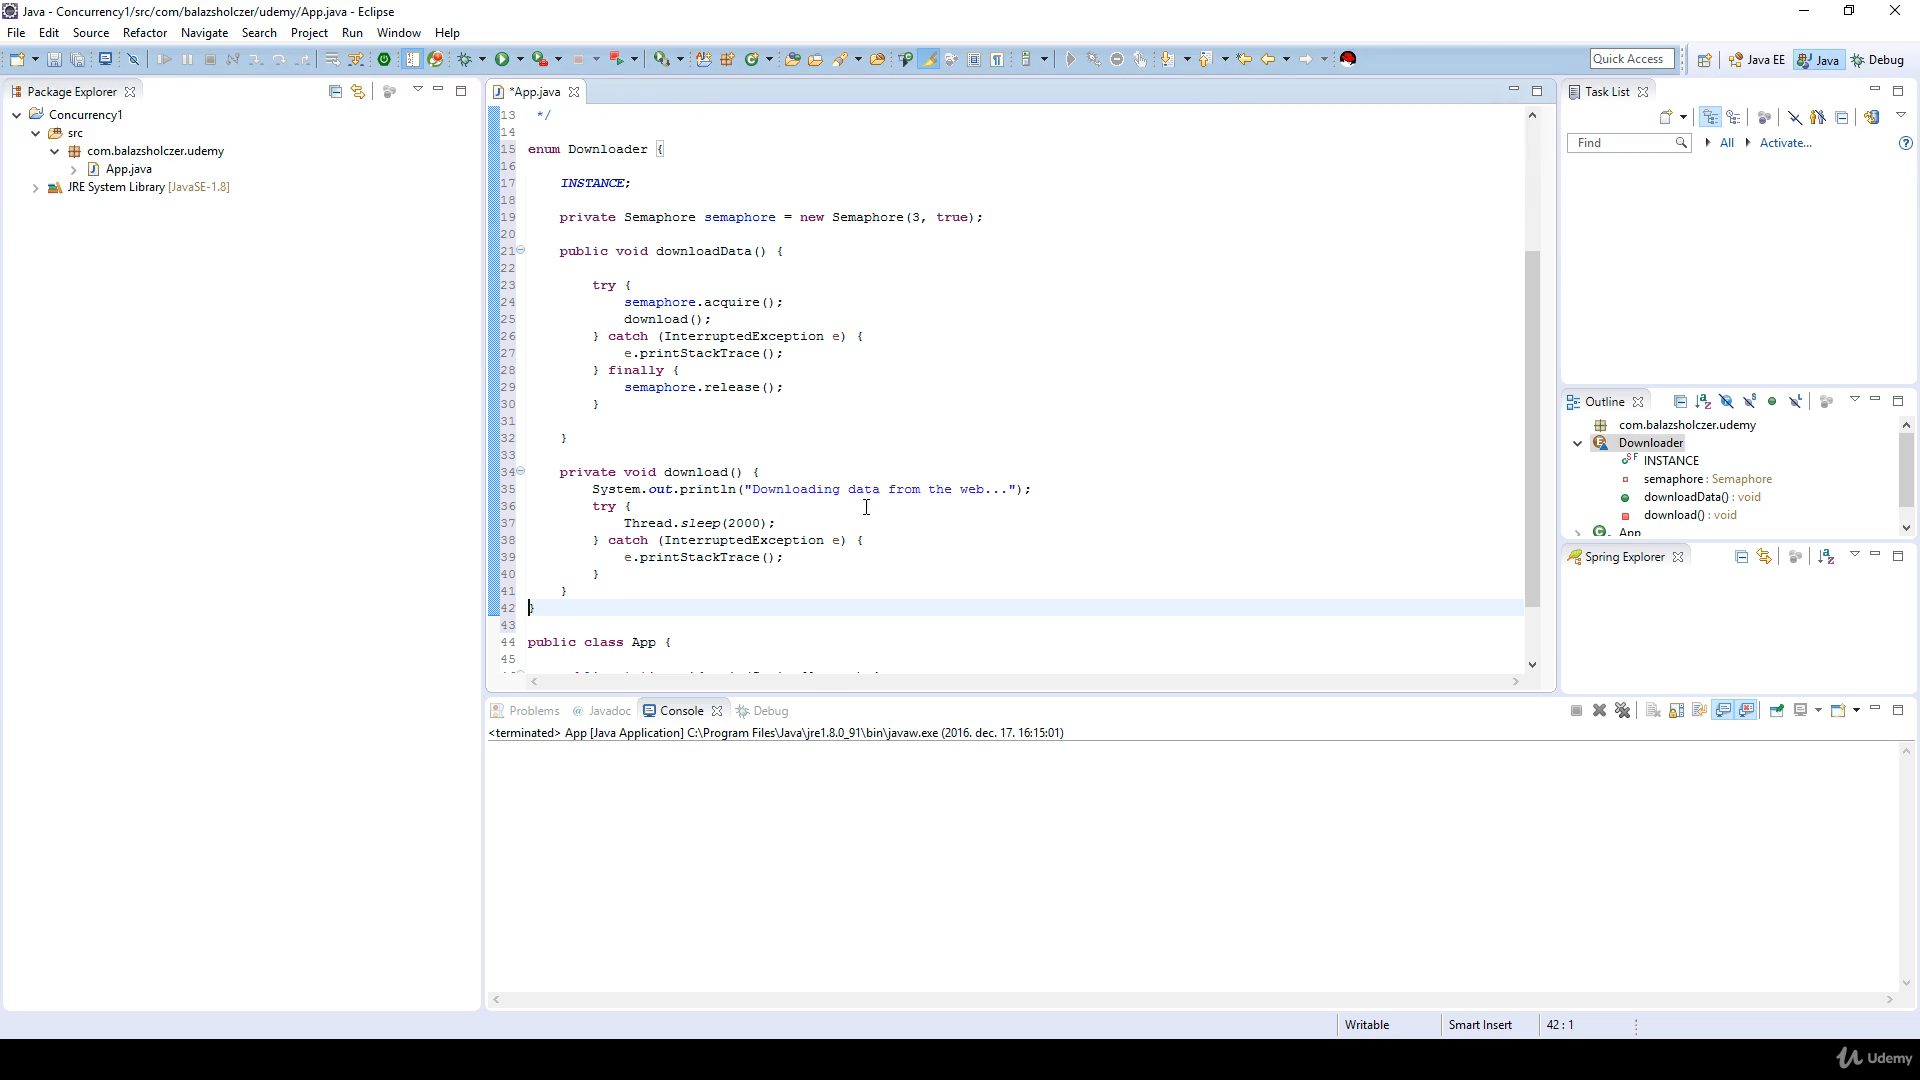 Java - Concurrency1/src/com/balazsholczer/udemy/App.java - Eclipse
File Edit Source Refactor Navigate Search Project Run Window Help
Quick Access
Java EE
Java
Debug
Package Explorer
Concurrency1
src
com.balazsholczer.udemy
App.java
JRE System Library [JavaSE-1.8]
*App.java
13 */
14
15 enum Downloader {
16
17 INSTANCE;
18
19 private Semaphore semaphore = new Semaphore(3, true);
20
21 public void downloadData() {
22
23 try {
24 semaphore.acquire();
25 download();
26 } catch (InterruptedException e) {
27 e.printStackTrace();
28 } finally {
29 semaphore.release();
30 }
31
32 }
33
34 private void download() {
35 System.out.println("Downloading data from the web...");
36 try {
37 Thread.sleep(2000);
38 } catch (InterruptedException e) {
39 e.printStackTrace();
40 }
41 }
42 }
43
44 public class App {
45
Task List
Find
All
Activate...
Outline
com.balazsholczer.udemy
Downloader
INSTANCE
semaphore : Semaphore
downloadData() : void
download() : void
App
Spring Explorer
Problems
@ Javadoc
Console
Debug
<terminated> App [Java Application] C:\Program Files\Java\jre1.8.0_91\bin\javaw.exe (2016. dec. 17. 16:15:01)
Writable
Smart Insert
42 : 1
Udemy